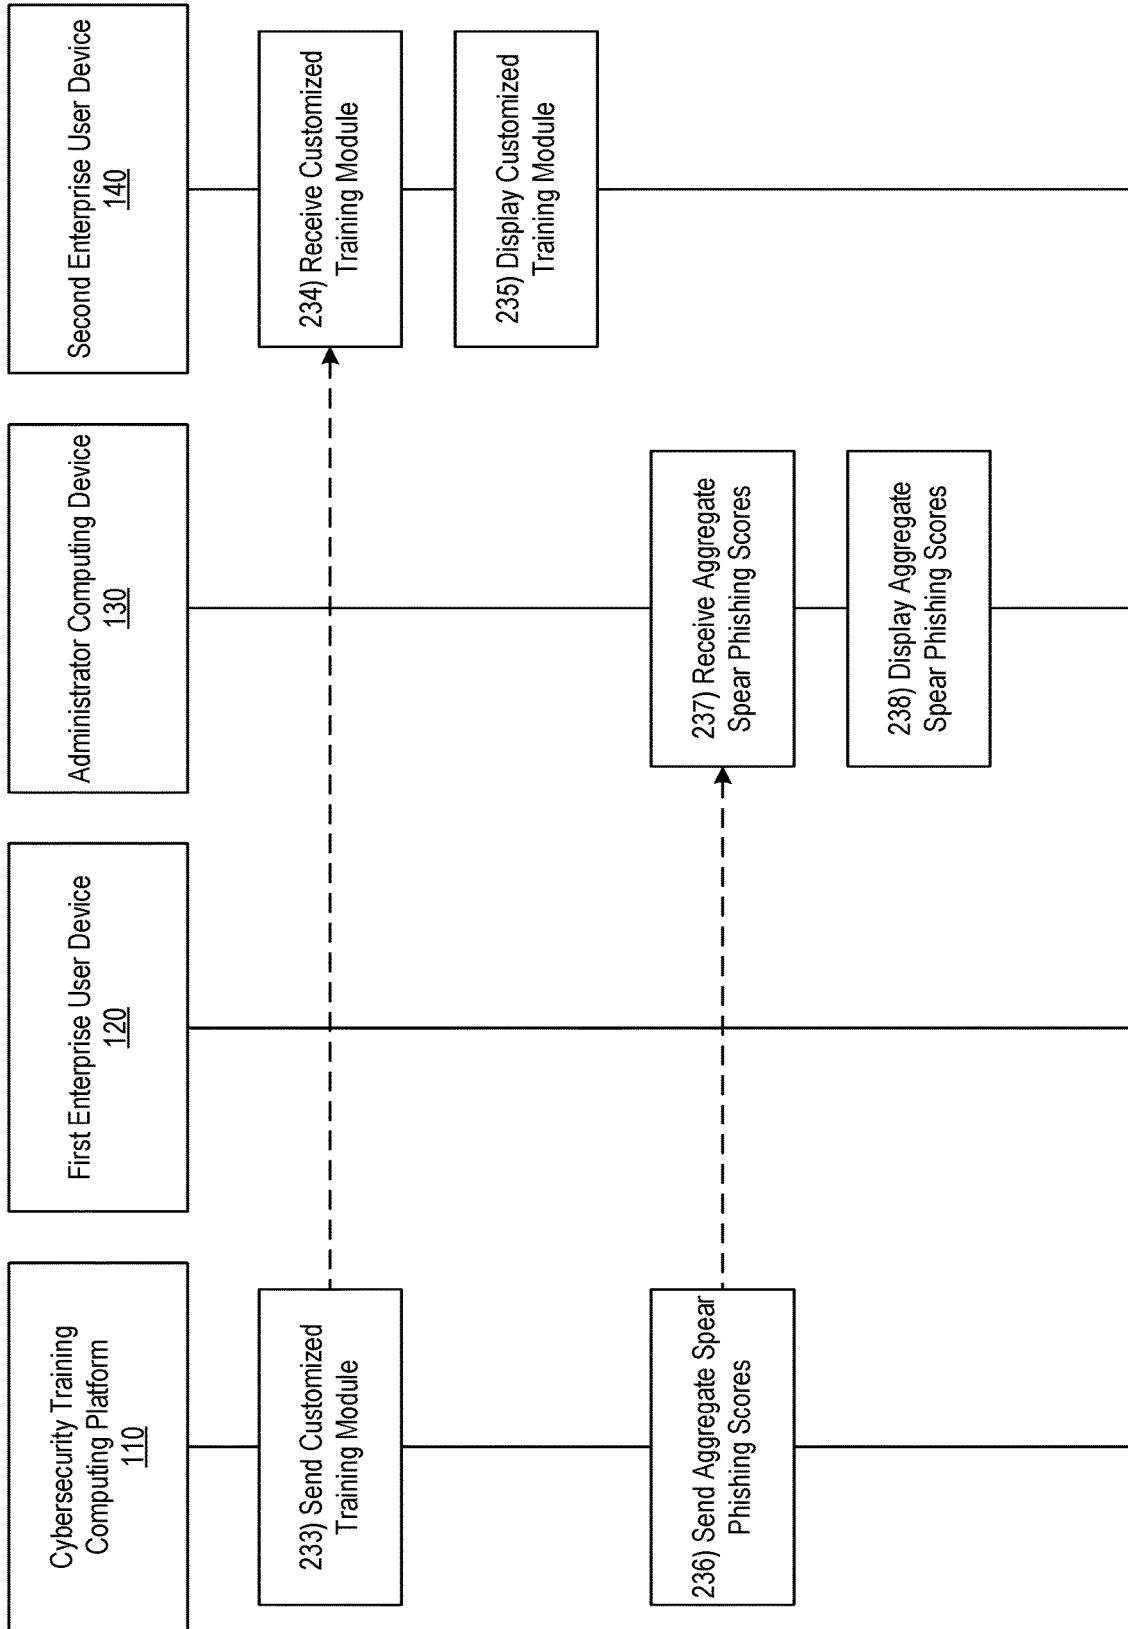 Cybersecurity Training
Computing Platform
110
First Enterprise User Device
120
Administrator Computing Device
130
Second Enterprise User Device
140
233) Send Customized
Training Module
234) Receive Customized
Training Module
235) Display Customized
Training Module
236) Send Aggregate Spear
Phishing Scores
237) Receive Aggregate
Spear Phishing Scores
238) Display Aggregate
Spear Phishing Scores